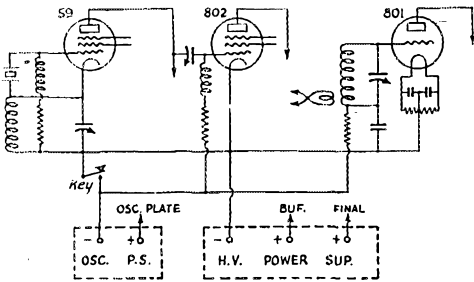 59 802 801
Key
OSC. PLATE BUF. FINAL
- + - + +
OSC. P.S. H.V. POWER SUP.